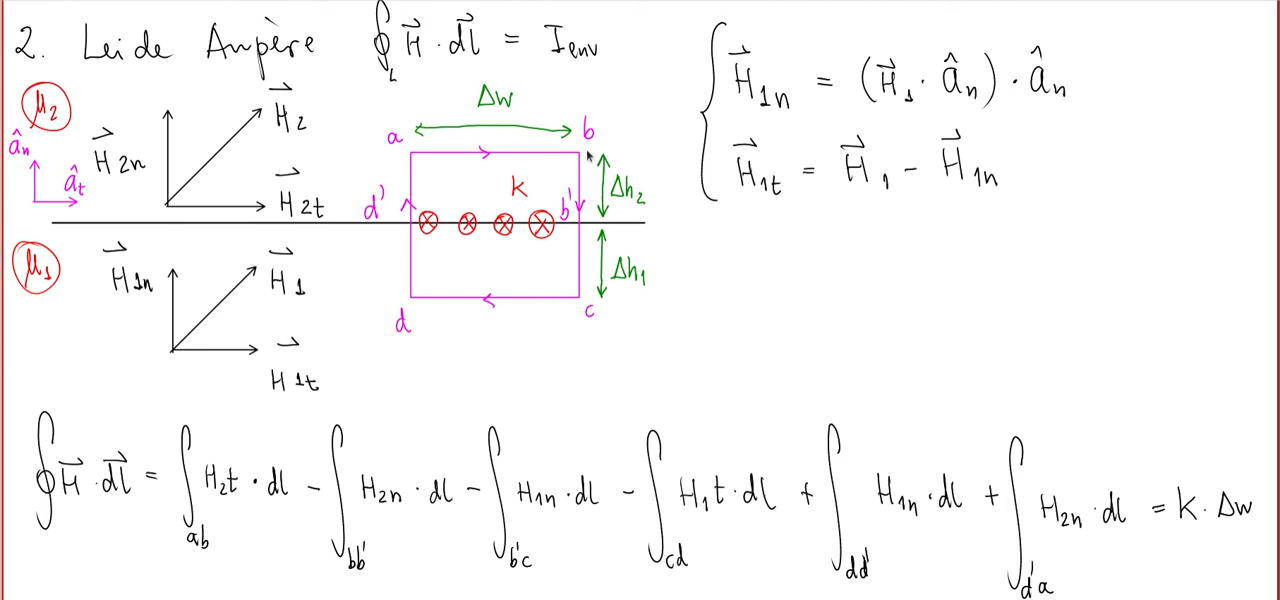 2. Lei de Ampère ∮_L H⃗ · dl⃗ = Ienv
H⃗1n = (H⃗1 · ân) · ân
H⃗1t = H⃗1 - H⃗1n
μ2
ân
ât
H⃗2n
H⃗2
H⃗2t
Δw
a
b
d'
k
b'
Δh2
μ1
H⃗1n
H⃗1
H⃗1t
Δh1
d
c
∮ H⃗ · dl⃗ = ∫ab H2t · dl - ∫bb' H2n · dl - ∫b'c H1n · dl - ∫cd H1t · dl + ∫dd' H1n · dl + ∫d'a H2n · dl = K · Δw